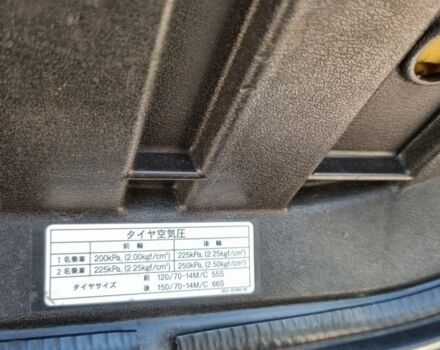 タイヤ空気圧
前輪 後輪
1名乗車 200kPa, (2.00kgf/cm²) 225kPa, (2.25kgf/cm²)
2名乗車 225kPa, (2.25kgf/cm²) 250kPa, (2.50kgf/cm²)
タイヤサイズ 前 120/70-14M/C 55S
後 150/70-14M/C 66S